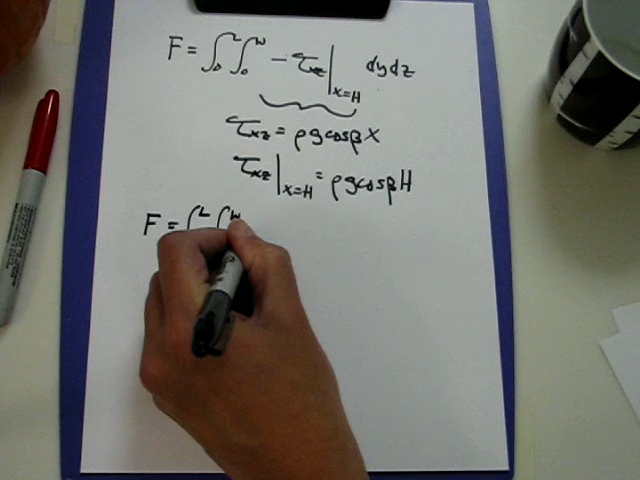 F = ∫₀ᴸ ∫₀ᵂ − τxz |x=H dydz
τxz = ρgcosβx
τxz |x=H = ρgcosβH
F = ∫ᴸ ∫ᵂ